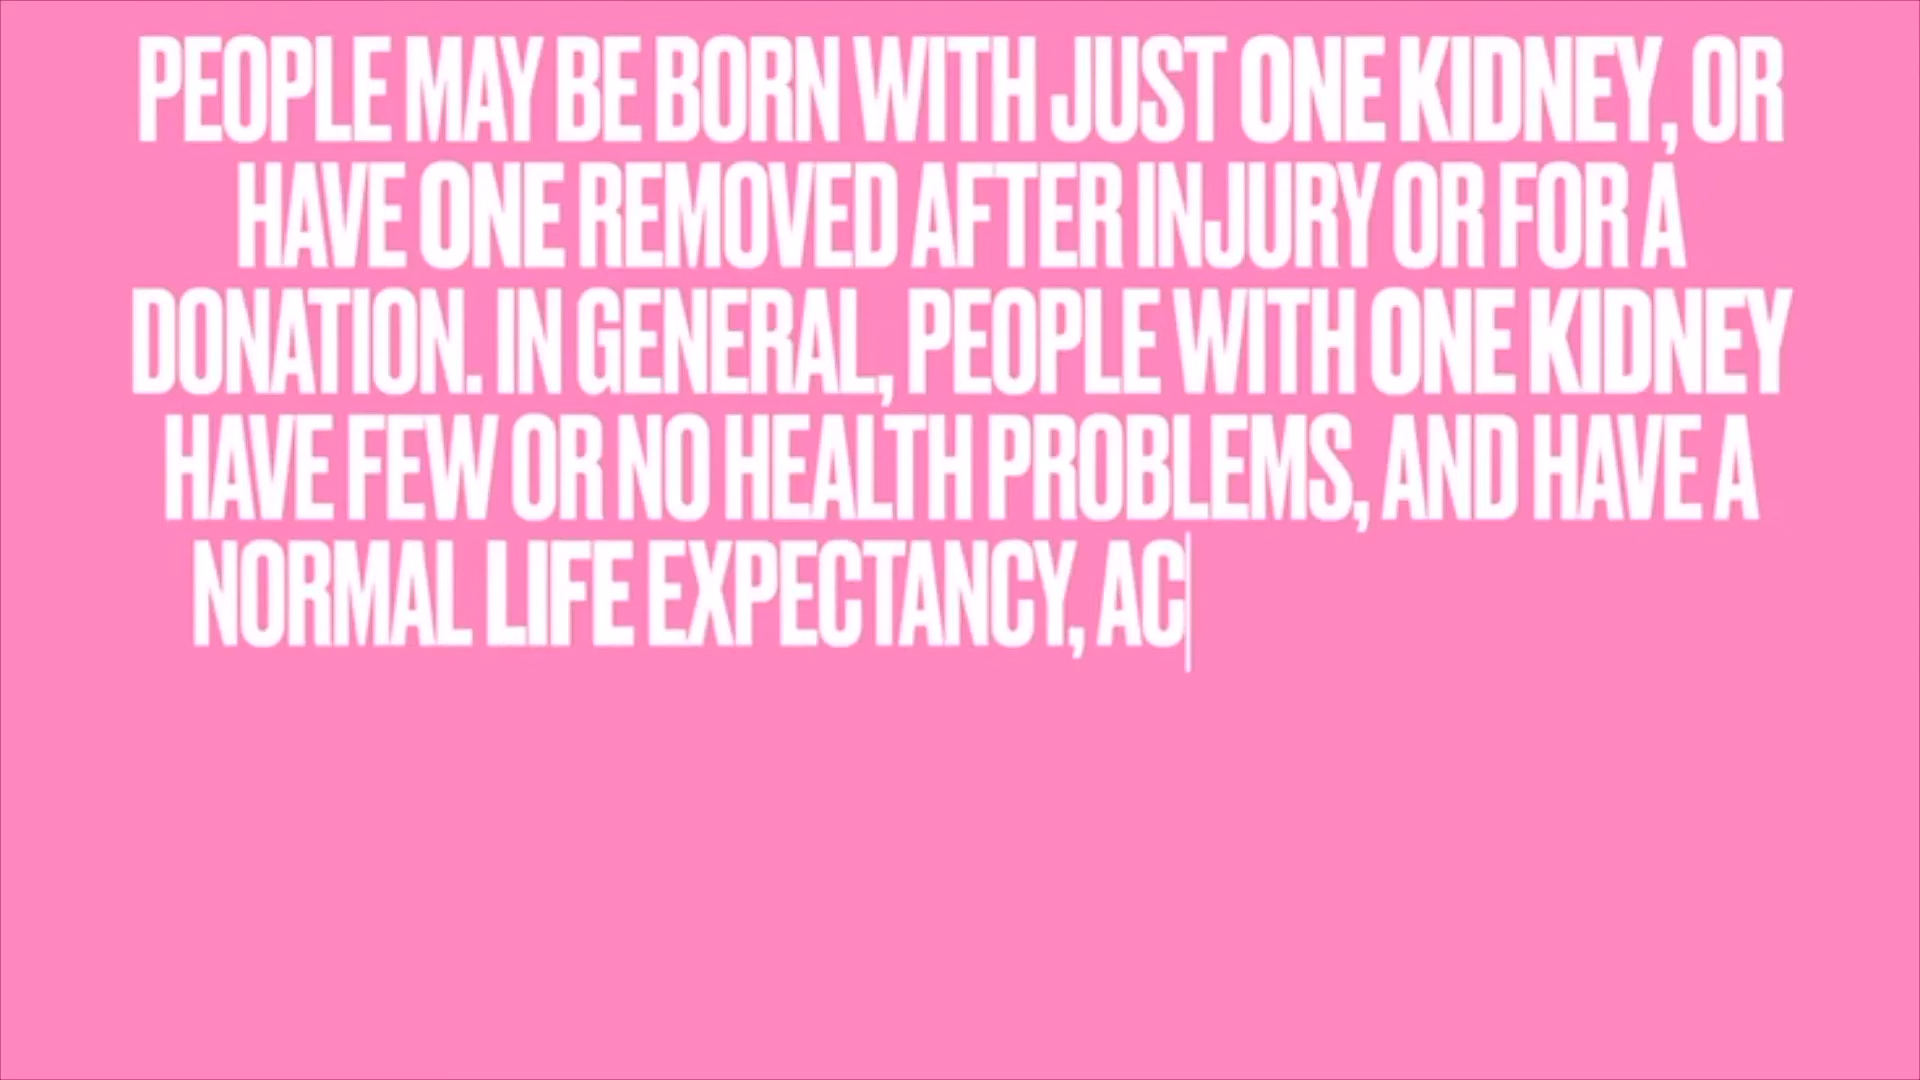 PEOPLE MAY BE BORN WITH JUST ONE KIDNEY, OR
HAVE ONE REMOVED AFTER INJURY OR FOR A
DONATION. IN GENERAL, PEOPLE WITH ONE KIDNEY
HAVE FEW OR NO HEALTH PROBLEMS, AND HAVE A
NORMAL LIFE EXPECTANCY, AC